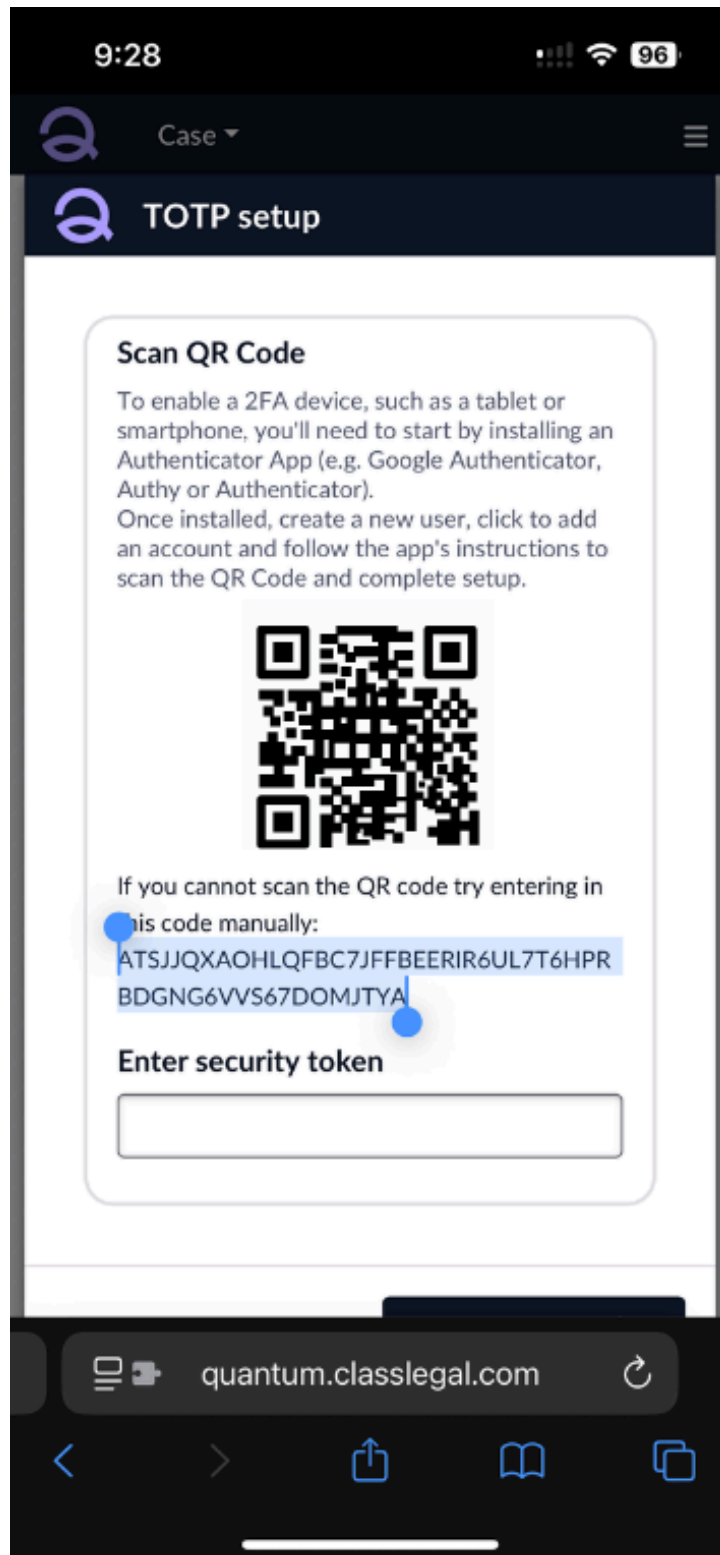 9:28
96
Case
TOTP setup
Scan QR Code
To enable a 2FA device, such as a tablet or
smartphone, you'll need to start by installing an
Authenticator App (e.g. Google Authenticator,
Authy or Authenticator).
Once installed, create a new user, click to add
an account and follow the app's instructions to
scan the QR Code and complete setup.
If you cannot scan the QR code try entering in
this code manually:
ATSJJQXAOHLQFBC7JFFBEERIR6UL7T6HPR
BDGNG6VVS67DOMJTYA
Enter security token
quantum.classlegal.com